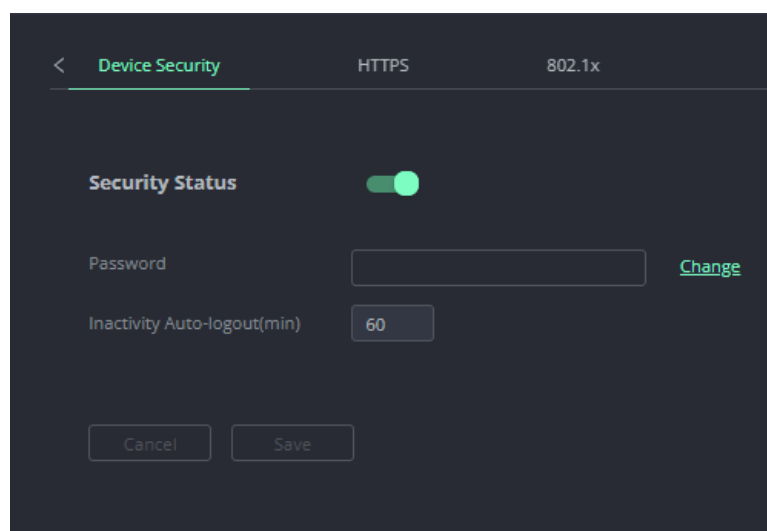 < Device Security HTTPS 802.1x
Security Status
Password Change
Inactivity Auto-logout(min) 60
Cancel Save